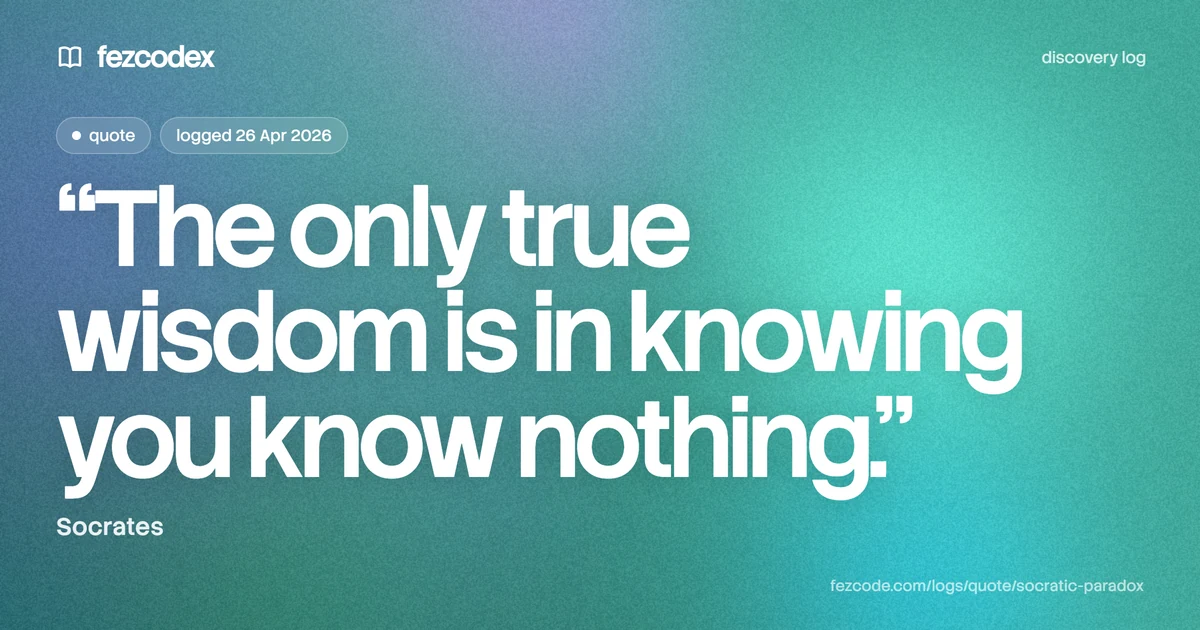 fezcodex
discovery log
quote
logged 26 Apr 2026
“The only true
wisdom is in knowing
you know nothing.”
Socrates
fezcode.com/logs/quote/socratic-paradox